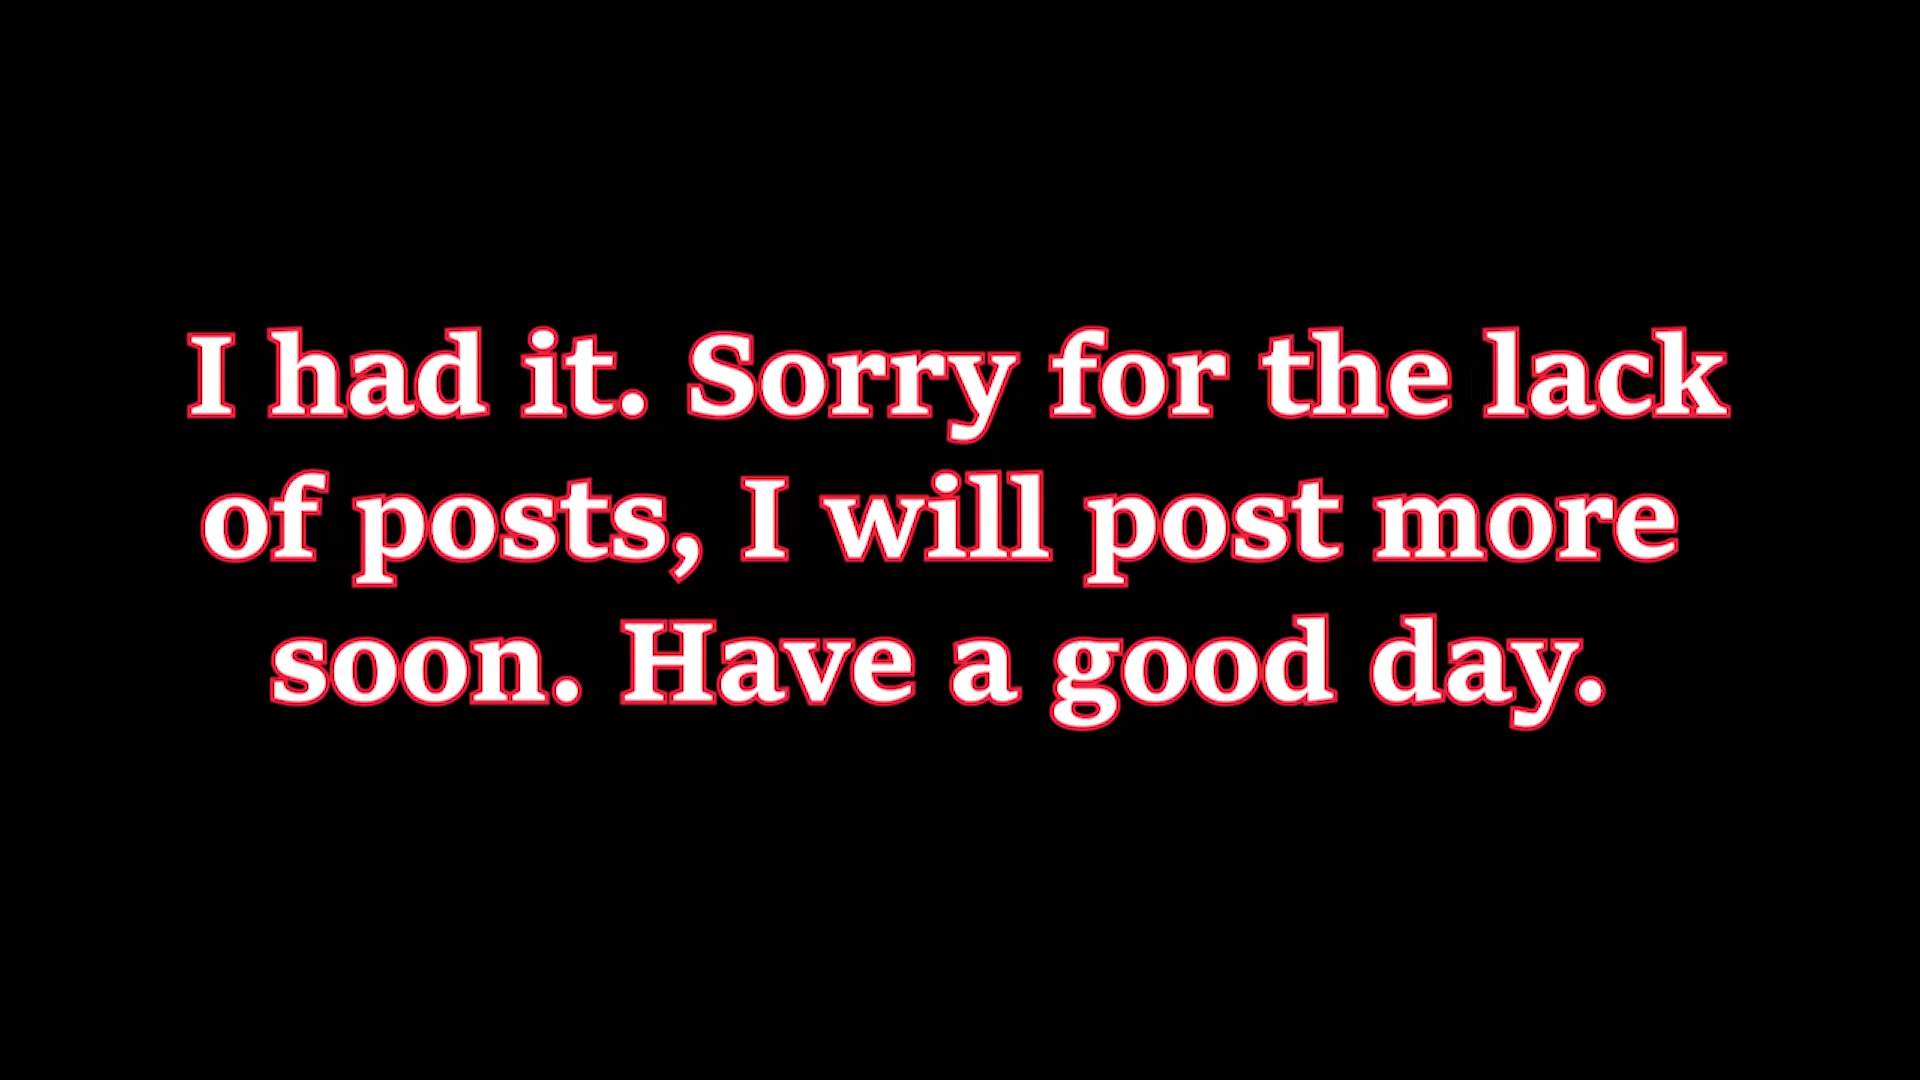 I had it. Sorry for the lack
of posts, I will post more
soon. Have a good day.